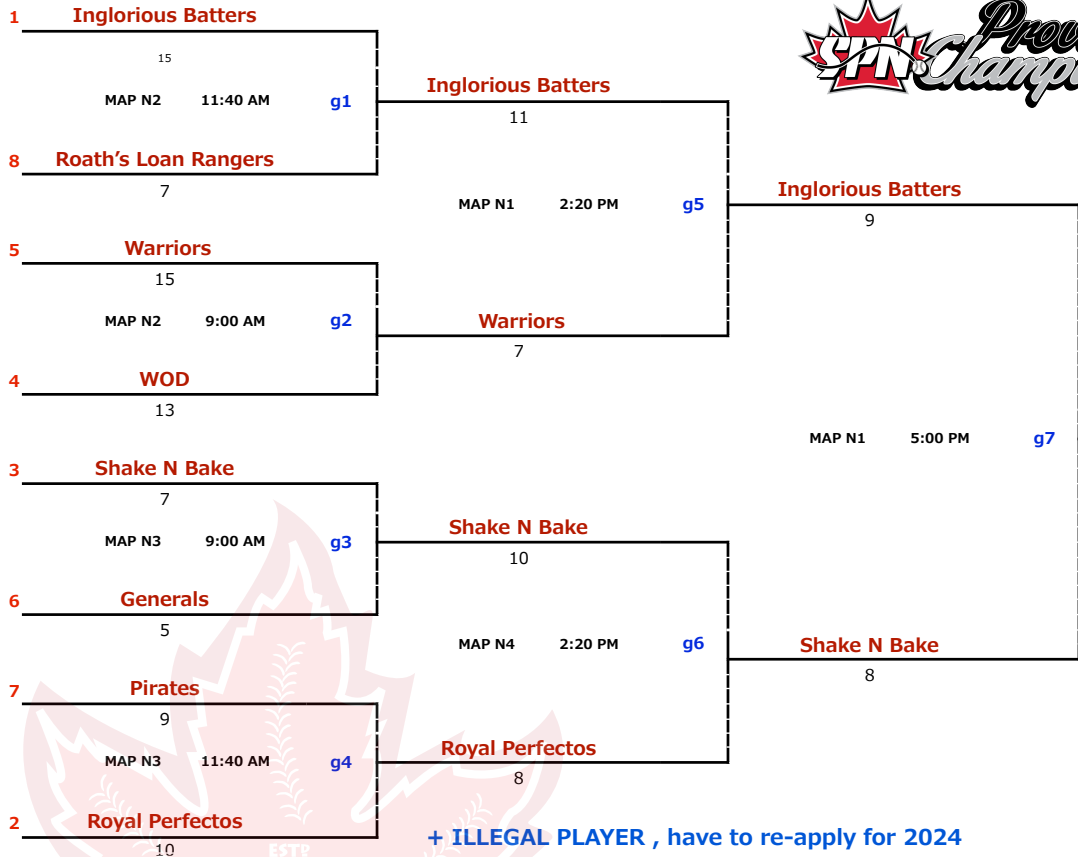 1 Inglorious Batters
15
MAP N2 11:40 AM g1
8 Roath's Loan Rangers
7
5 Warriors
15
MAP N2 9:00 AM g2
4 WOD
13
3 Shake N Bake
7
MAP N3 9:00 AM g3
6 Generals
5
7 Pirates
9
MAP N3 11:40 AM g4
2 Royal Perfectos
10
Inglorious Batters
11
MAP N1 2:20 PM g5
Warriors
7
Shake N Bake
10
MAP N4 2:20 PM g6
Royal Perfectos
8
Inglorious Batters
9
MAP N1 5:00 PM g7
Shake N Bake
8
+ ILLEGAL PLAYER , have to re-apply for 2024
SPN
ESTD